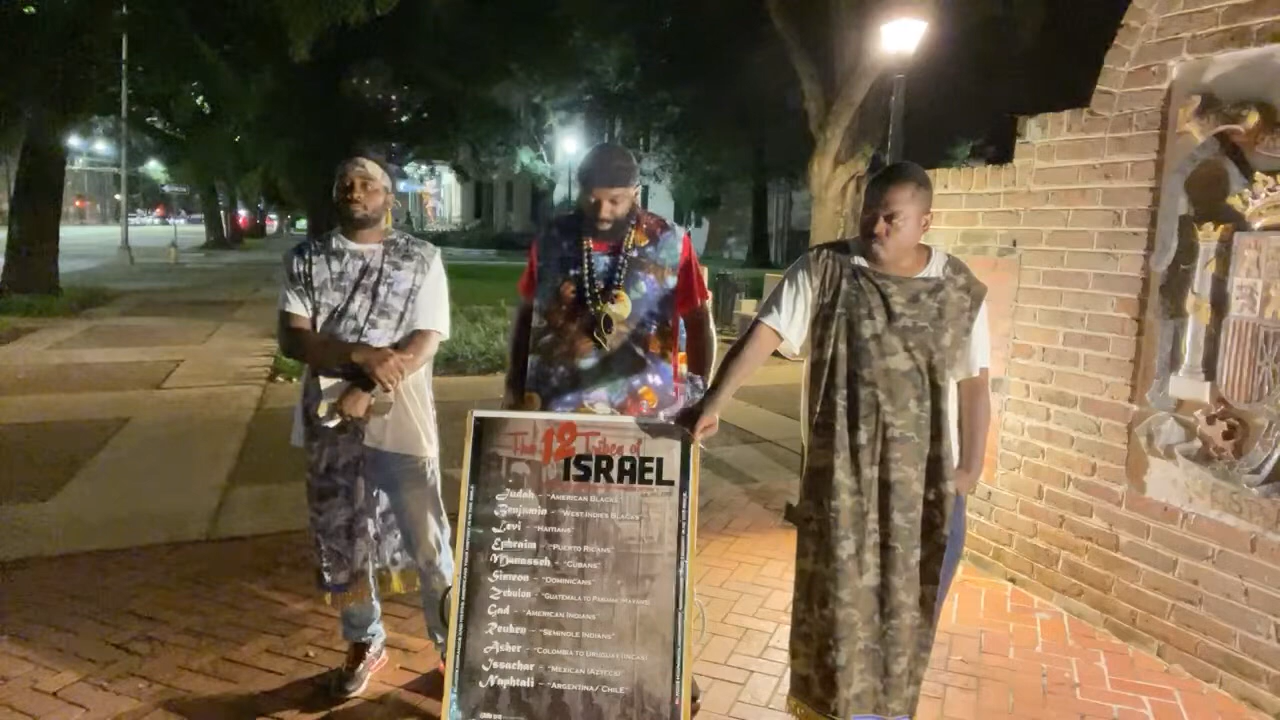 The 12 Tribes of
ISRAEL
Judah - "American Blacks"
Benjamin - "West Indies Blacks"
Levi - "Haitians"
Ephraim - "Puerto Ricans"
Manasseh - "Cubans"
Simeon - "Dominicans"
Zebulon - "Guatemala to Panama (Mayans)"
Gad - "American Indians"
Reuben - "Seminole Indians"
Asher - "Colombia to Uruguay (Incas)"
Issachar - "Mexican (Aztecs)"
Naphtali - "Argentina/ Chile"